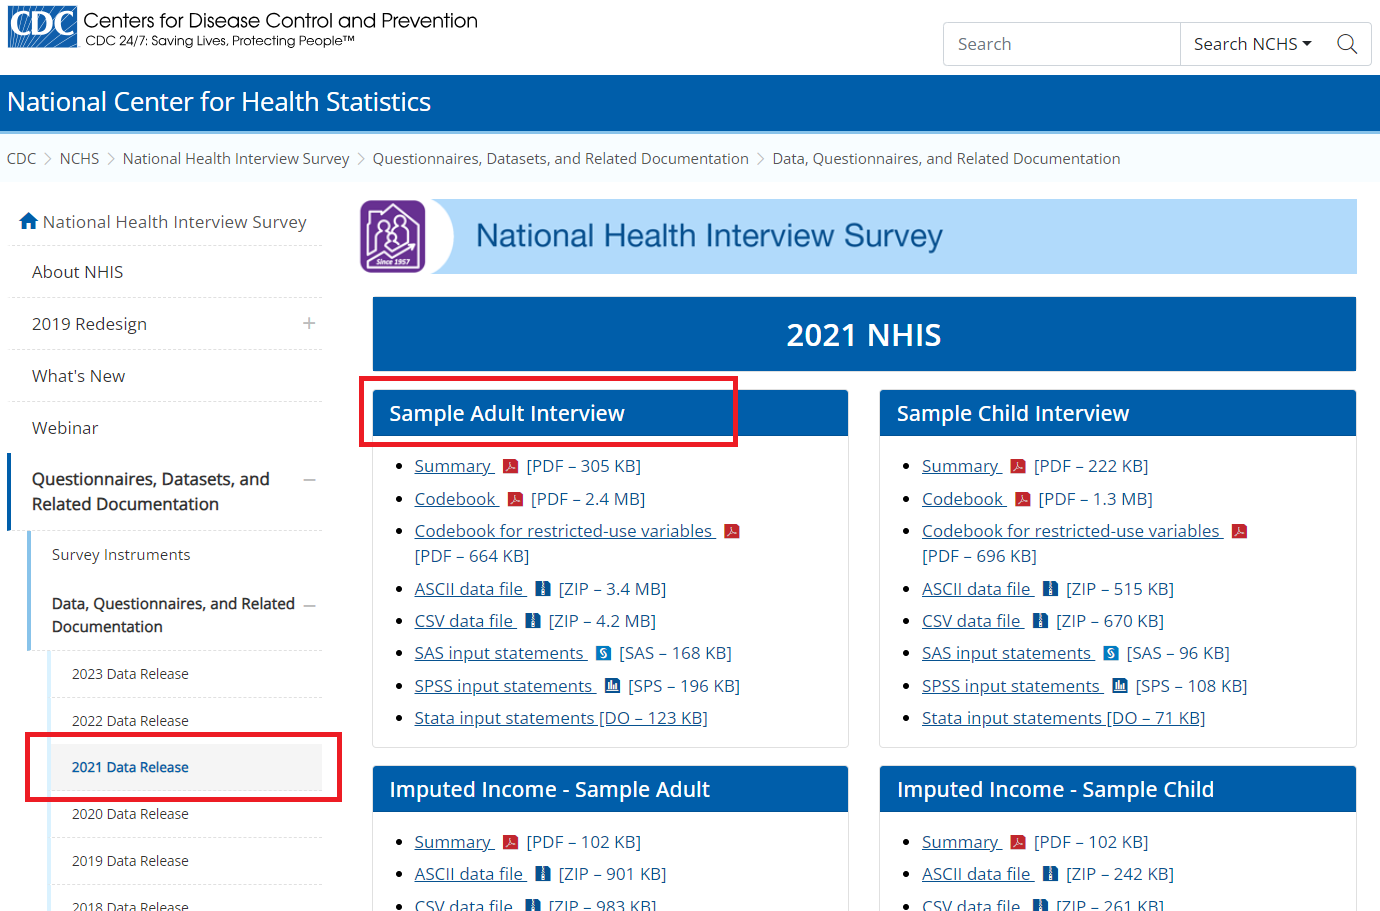 CDC
Centers for Disease Control and Prevention
CDC 24/7: Saving Lives, Protecting People™
Search
Search NCHS
National Center for Health Statistics
CDC
NCHS
National Health Interview Survey
Questionnaires, Datasets, and Related Documentation
Data, Questionnaires, and Related Documentation
National Health Interview Survey
About NHIS
2019 Redesign
What's New
Webinar
Questionnaires, Datasets, and
Related Documentation
Survey Instruments
Data, Questionnaires, and Related
Documentation
2023 Data Release
2022 Data Release
2021 Data Release
2020 Data Release
2019 Data Release
2018 Data Release
Since 1957
National Health Interview Survey
2021 NHIS
Sample Adult Interview
Summary [PDF – 305 KB]
Codebook [PDF – 2.4 MB]
Codebook for restricted-use variables
[PDF – 664 KB]
ASCII data file [ZIP – 3.4 MB]
CSV data file [ZIP – 4.2 MB]
SAS input statements [SAS – 168 KB]
SPSS input statements [SPS – 196 KB]
Stata input statements [DO – 123 KB]
Sample Child Interview
Summary [PDF – 222 KB]
Codebook [PDF – 1.3 MB]
Codebook for restricted-use variables
[PDF – 696 KB]
ASCII data file [ZIP – 515 KB]
CSV data file [ZIP – 670 KB]
SAS input statements [SAS – 96 KB]
SPSS input statements [SPS – 108 KB]
Stata input statements [DO – 71 KB]
Imputed Income - Sample Adult
Summary [PDF – 102 KB]
ASCII data file [ZIP – 901 KB]
CSV data file [ZIP – 983 KB]
Imputed Income - Sample Child
Summary [PDF – 102 KB]
ASCII data file [ZIP – 242 KB]
CSV data file [ZIP – 261 KB]